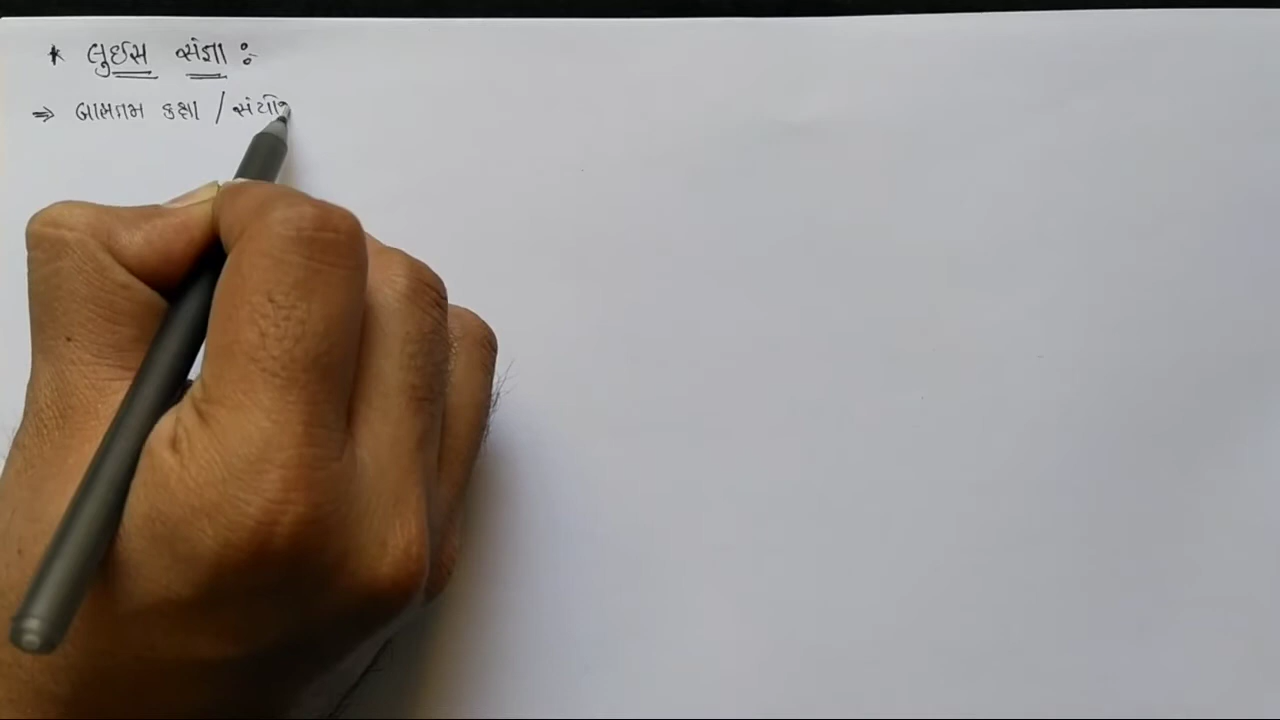 * લુઈસ સંજ્ઞા :-
⇒ બાહ્યતમ કક્ષા /